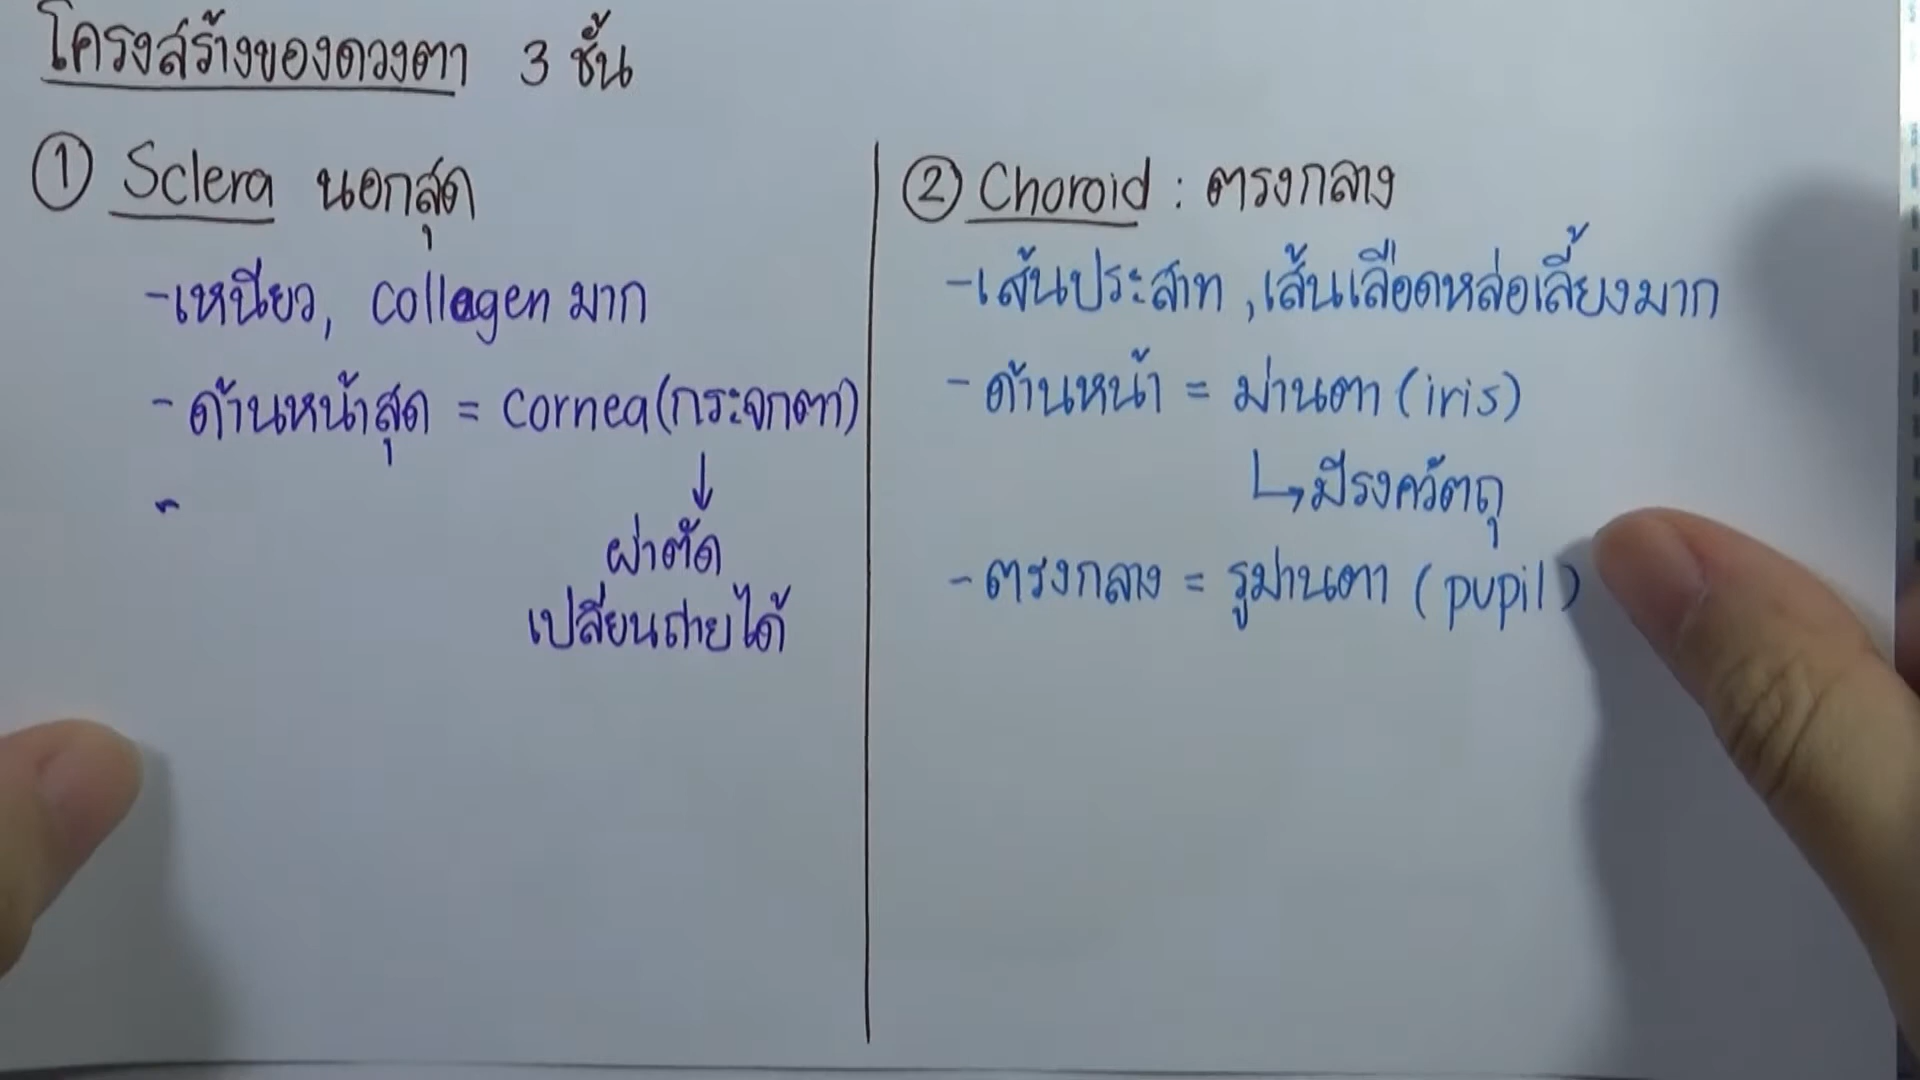 โครงสร้างของดวงตา 3 ชั้น
① Sclera นอกสุด
-เหนียว, collagen มาก
- ด้านหน้าสุด = cornea (กระจกตา)
↓
ผ่าตัด
เปลี่ยนถ่ายได้
② Choroid : ตรงกลาง
-เส้นประสาท , เส้นเลือดหล่อเลี้ยงมาก
- ด้านหน้า = ม่านตา (iris)
↳ มีรงควัตถุ
- ตรงกลาง = รูม่านตา (pupil)